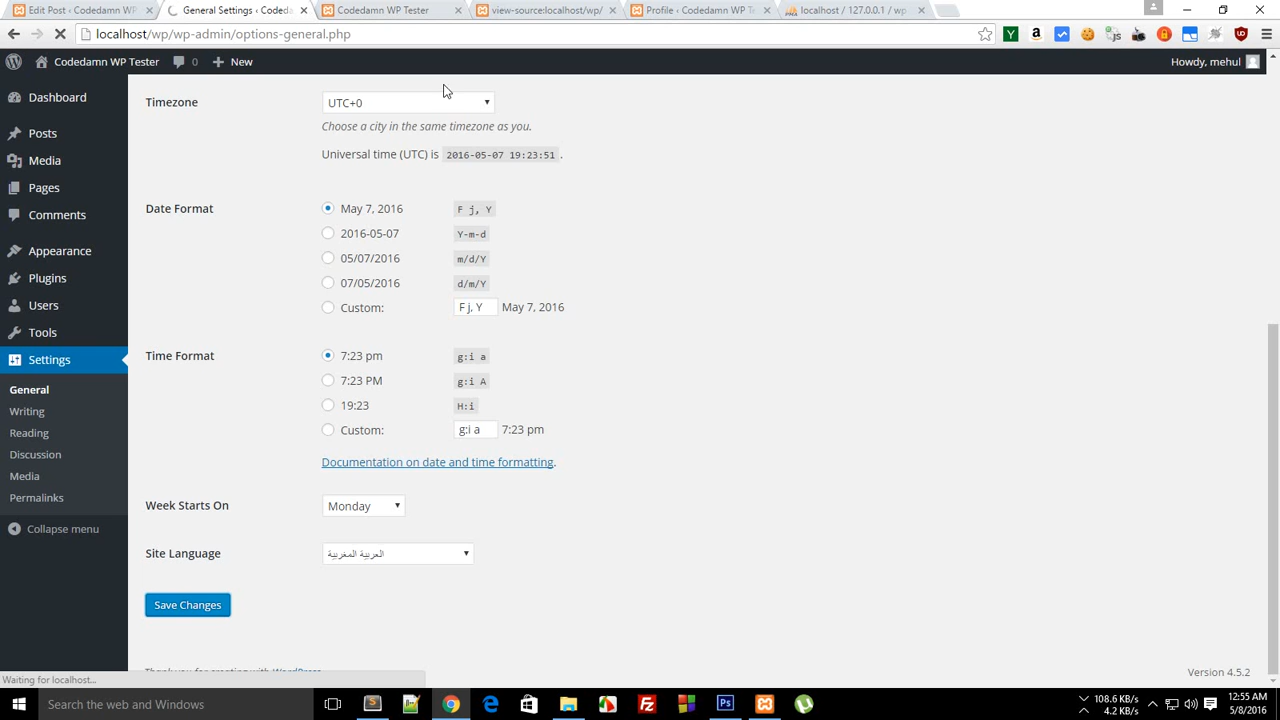 Edit Post ‹ Codedamn WP
General Settings ‹ Coded
Codedamn WP Tester
view-source:localhost/wp/
Profile ‹ Codedamn WP Te
localhost / 127.0.0.1 / wp
localhost/wp/wp-admin/options-general.php
Codedamn WP Tester
0
New
Howdy, mehul
Dashboard
Posts
Media
Pages
Comments
Appearance
Plugins
Users
Tools
Settings
General
Writing
Reading
Discussion
Media
Permalinks
Collapse menu
Timezone
UTC+0
Choose a city in the same timezone as you.
Universal time (UTC) is 2016-05-07 19:23:51 .
Date Format
May 7, 2016 F j, Y
2016-05-07 Y-m-d
05/07/2016 m/d/Y
07/05/2016 d/m/Y
Custom: F j, Y May 7, 2016
Time Format
7:23 pm g:i a
7:23 PM g:i A
19:23 H:i
Custom: g:i a 7:23 pm
Documentation on date and time formatting.
Week Starts On
Monday
Site Language
العربية المغربية
Save Changes
Thank you for creating with WordPress
Version 4.5.2
Waiting for localhost...
Search the web and Windows
108.6 KB/s
4.2 KB/s
12:55 AM
5/8/2016